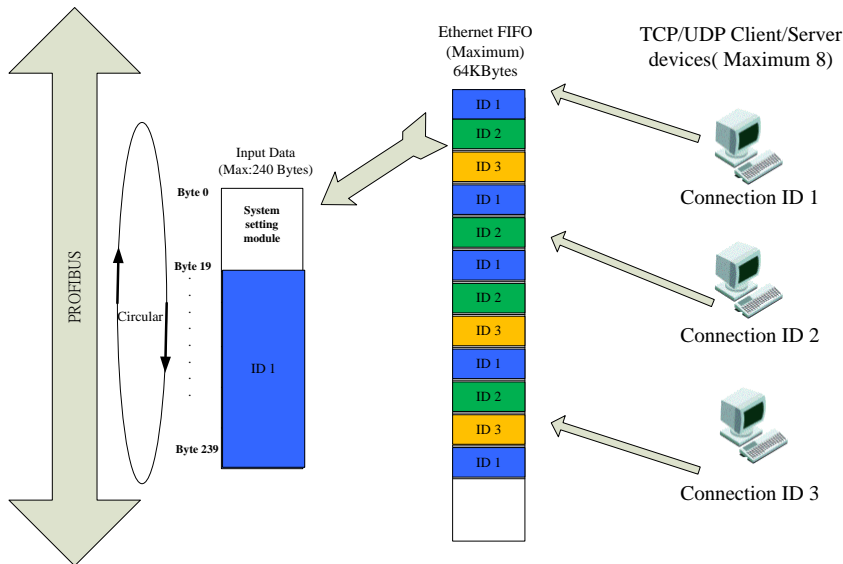 Ethernet FIFO
(Maximum)
64KBytes
TCP/UDP Client/Server
devices( Maximum 8)
ID 1
ID 2
ID 3
ID 1
ID 2
ID 1
ID 2
ID 3
ID 1
ID 2
ID 3
ID 1
Input Data
(Max:240 Bytes)
Byte 0
System
setting
module
Byte 19
ID 1
Byte 239
Circular
PROFIBUS
Connection ID 1
Connection ID 2
Connection ID 3